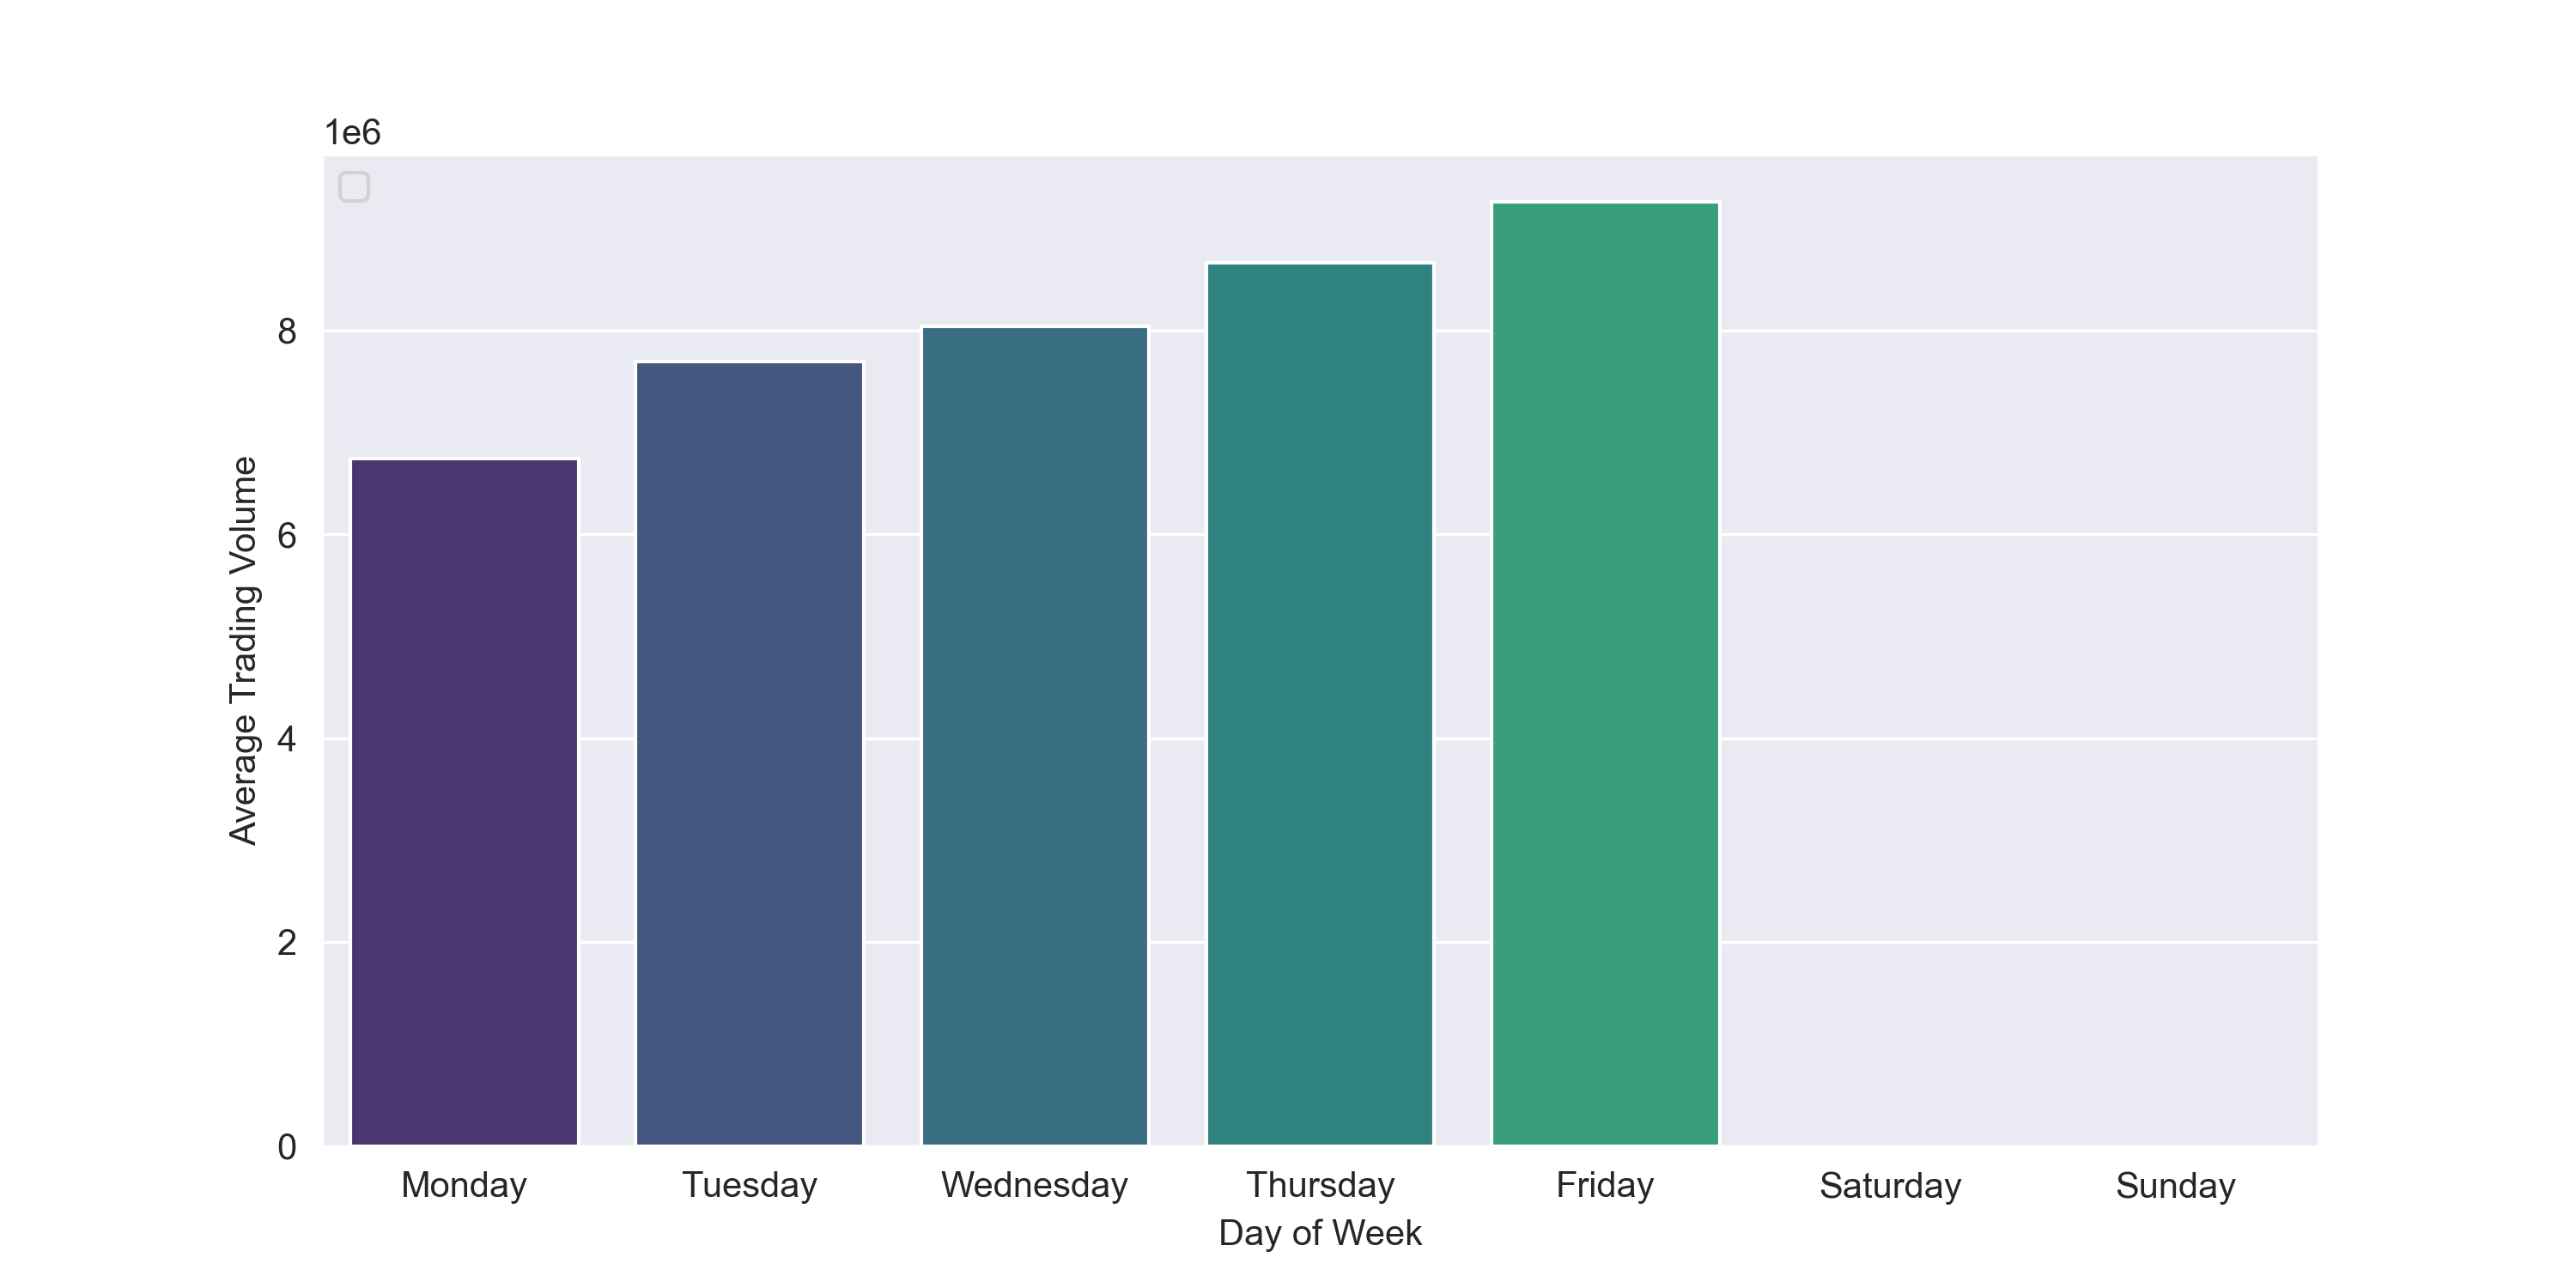 1e6
8
6
4
2
0
Average Trading Volume
Monday Tuesday Wednesday Thursday Friday Saturday Sunday
Day of Week